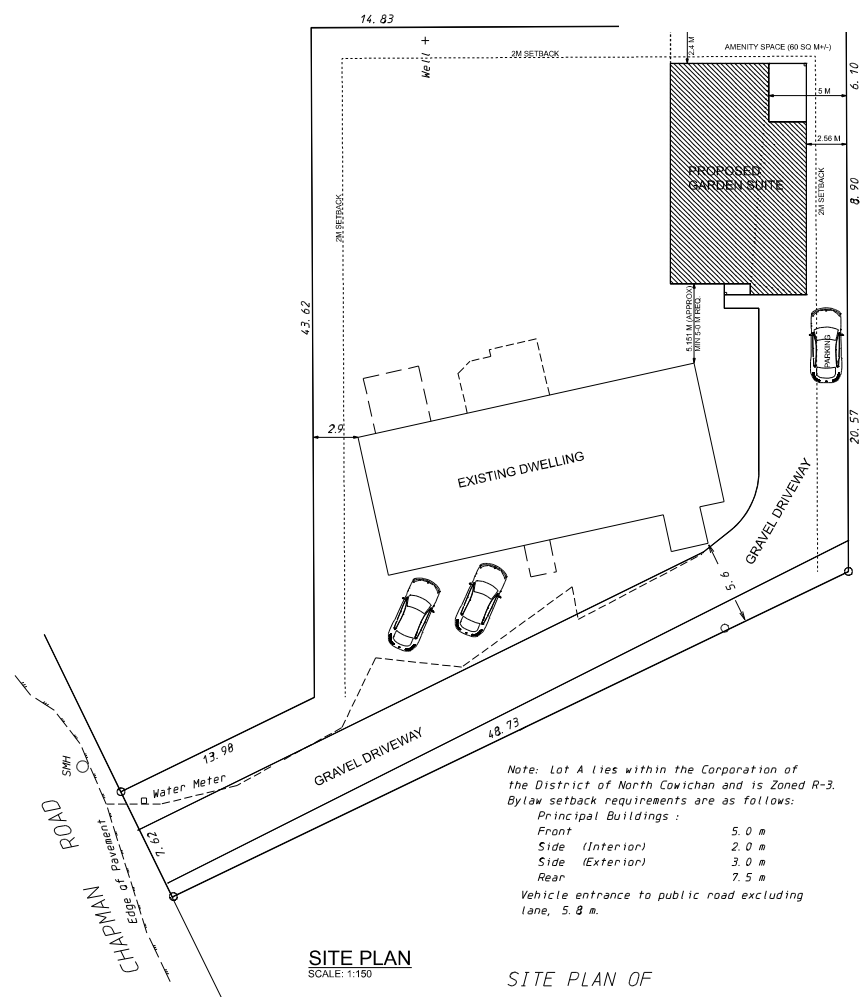 14.83
Well +
2M SETBACK
2.4 M
AMENITY SPACE (60 SQ M+/-)
6.10
5 M
2.56 M
PROPOSED
GARDEN SUITE
2M SETBACK
2M SETBACK
8.90
43.62
5.151 M (APPROX)
MIN 5-0 M REQ.
PARKING
2.9
20.57
EXISTING DWELLING
GRAVEL DRIVEWAY
5.6
48.73
13.98
GRAVEL DRIVEWAY
SMH
Water Meter
7.62
CHAPMAN ROAD
Edge of Pavement
Note: Lot A lies within the Corporation of
the District of North Cowichan and is Zoned R-3.
Bylaw setback requirements are as follows:
Principal Buildings :
Front 5.0 m
Side (Interior) 2.0 m
Side (Exterior) 3.0 m
Rear 7.5 m
Vehicle entrance to public road excluding
lane, 5.8 m.
SITE PLAN
SCALE: 1:150
SITE PLAN OF